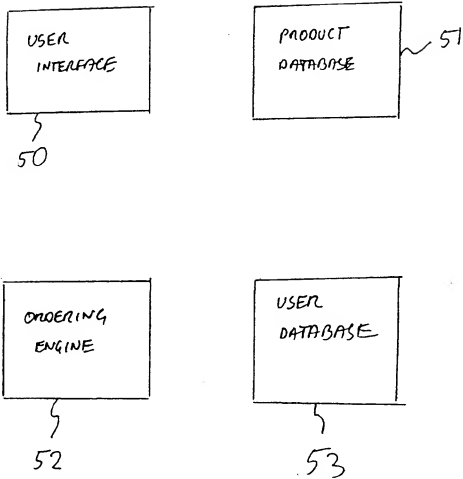 USER
INTERFACE
50
PRODUCT
DATABASE
51
ORDERING
ENGINE
52
USER
DATABASE
53